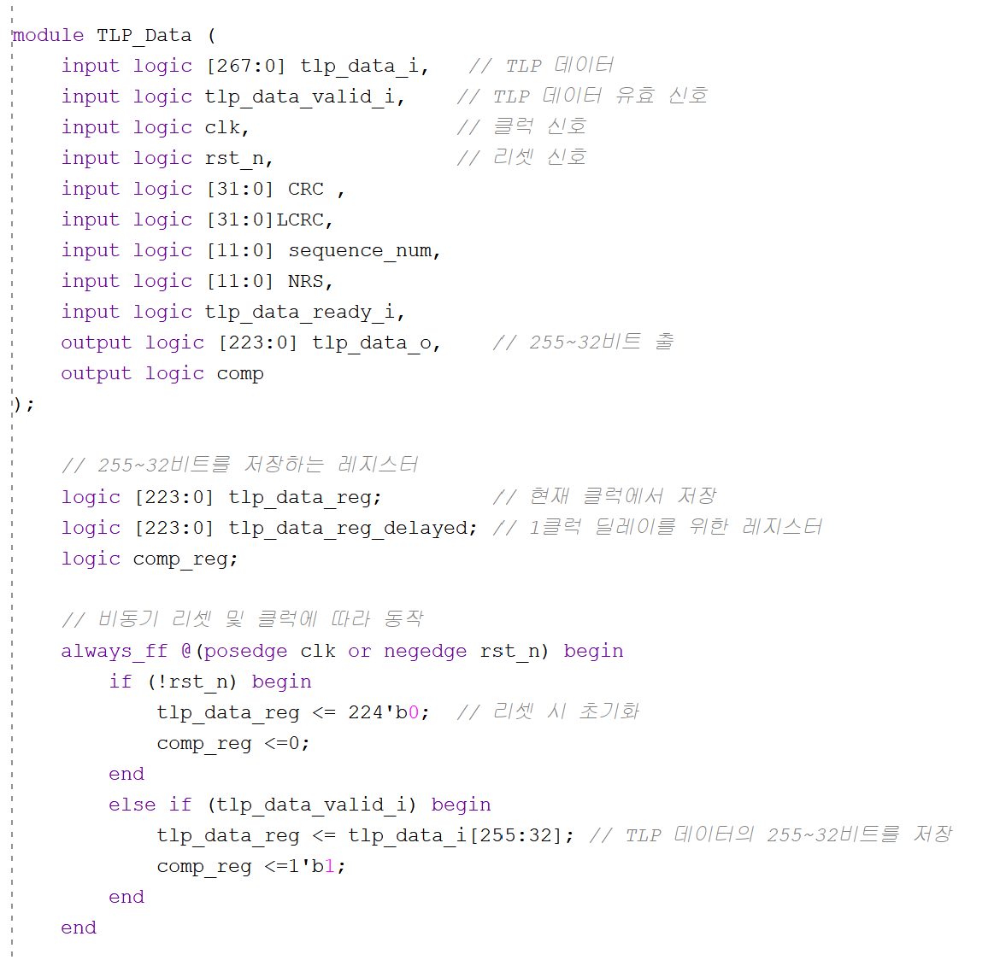 module TLP_Data (
    input logic [267:0] tlp_data_i,   // TLP 데이터
    input logic tlp_data_valid_i,    // TLP 데이터 유효 신호
    input logic clk,                 // 클럭 신호
    input logic rst_n,               // 리셋 신호
    input logic [31:0] CRC ,
    input logic [31:0]LCRC,
    input logic [11:0] sequence_num,
    input logic [11:0] NRS,
    input logic tlp_data_ready_i,
    output logic [223:0] tlp_data_o,    // 255~32비트 출
    output logic comp
);

    // 255~32비트를 저장하는 레지스터
    logic [223:0] tlp_data_reg;         // 현재 클럭에서 저장
    logic [223:0] tlp_data_reg_delayed; // 1클럭 딜레이를 위한 레지스터
    logic comp_reg;

    // 비동기 리셋 및 클럭에 따라 동작
    always_ff @(posedge clk or negedge rst_n) begin
        if (!rst_n) begin
            tlp_data_reg <= 224'b0;  // 리셋 시 초기화
            comp_reg <=0;
        end
        else if (tlp_data_valid_i) begin
            tlp_data_reg <= tlp_data_i[255:32]; // TLP 데이터의 255~32비트를 저장
            comp_reg <=1'b1;
        end
    end